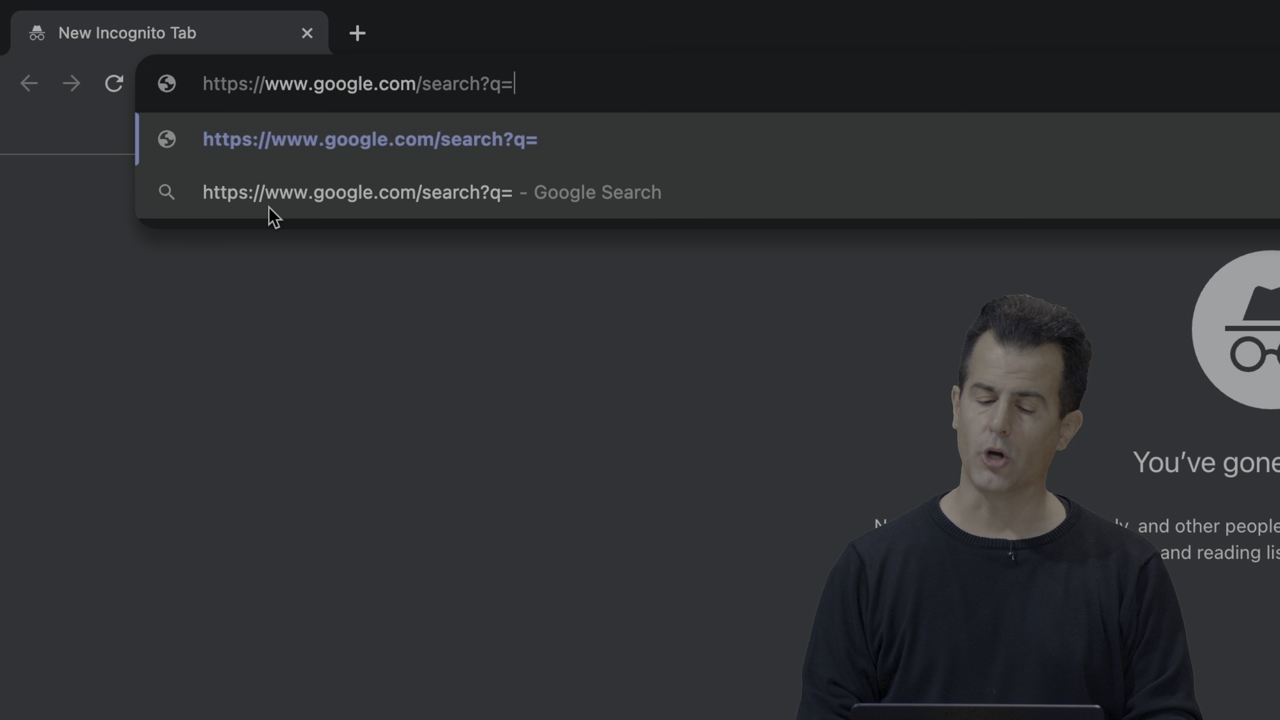 New Incognito Tab
https://www.google.com/search?q=
https://www.google.com/search?q=
https://www.google.com/search?q= - Google Search
You've gone
and other people
and reading